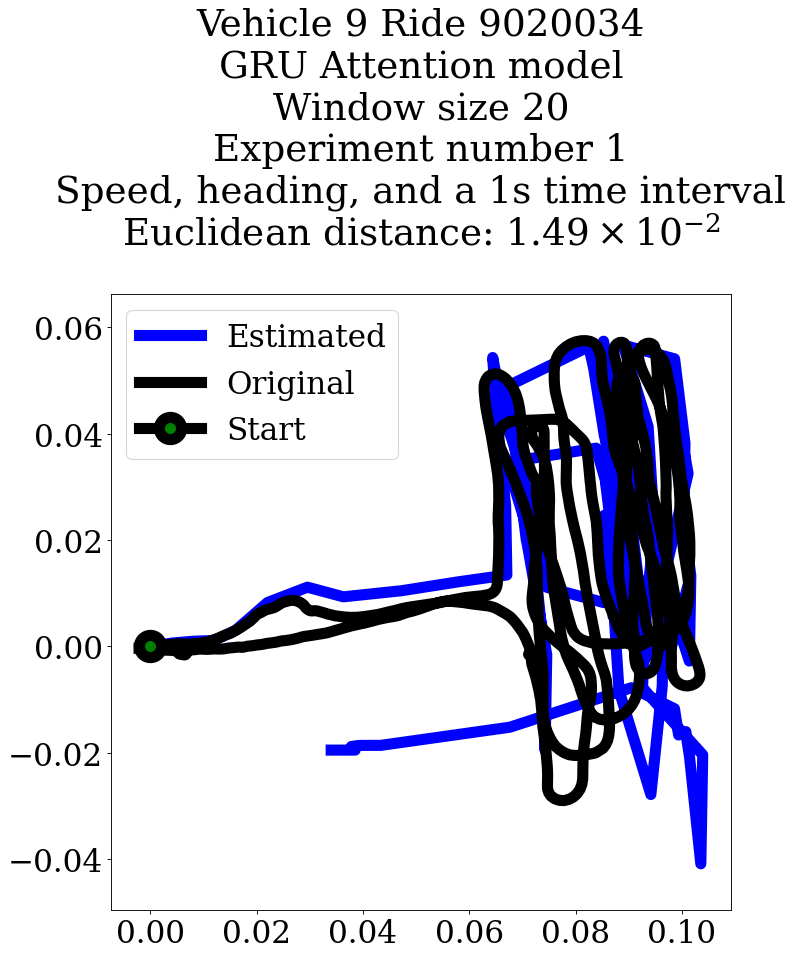 Vehicle 9 Ride 9020034
GRU Attention model
Window size 20
Experiment number 1
Speed, heading, and a 1s time interval
Euclidean distance: 1.49 × 10⁻²
Estimated
Original
Start
0.06
0.04
0.02
0.00
−0.02
−0.04
0.00 0.02 0.04 0.06 0.08 0.10